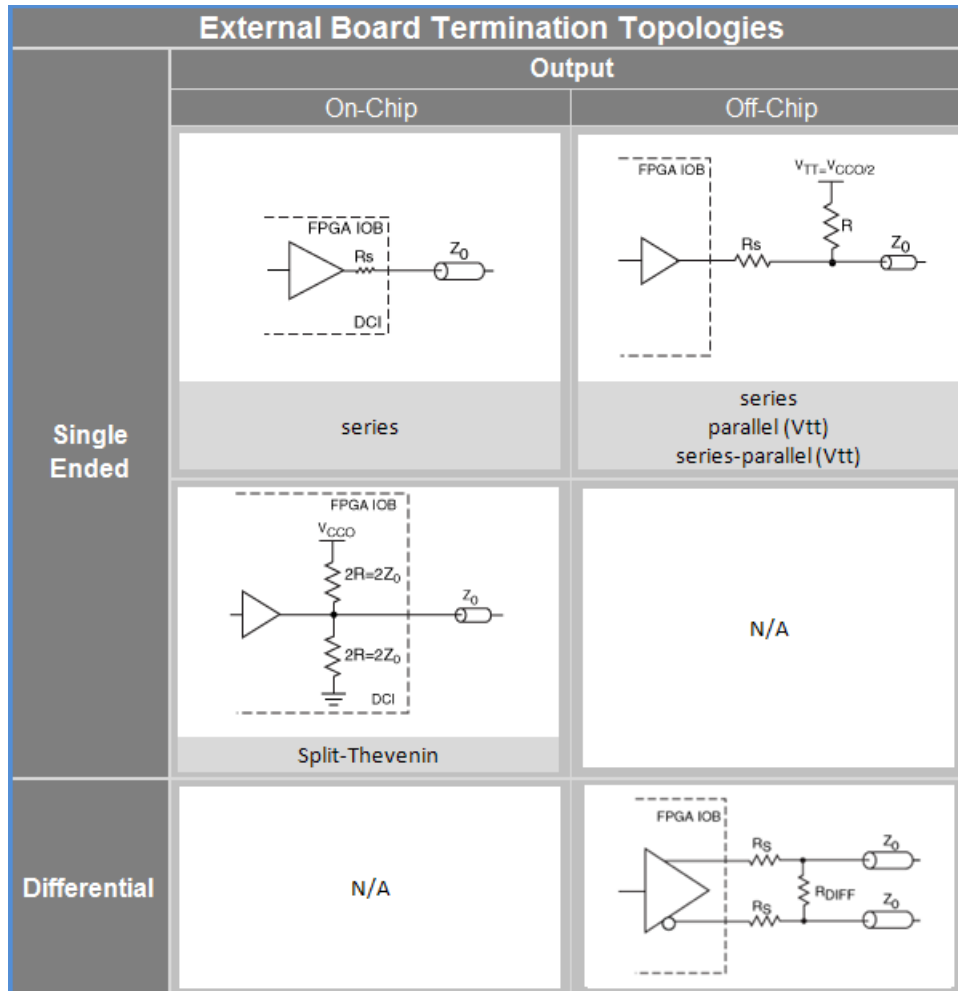 External Board Termination Topologies
Output
On-Chip
Off-Chip
Single
Ended
FPGA IOB
Rs
Z0
DCI
series
FPGA IOB
VTT=VCCO/2
R
Rs
Z0
series
parallel (Vtt)
series-parallel (Vtt)
FPGA IOB
VCCO
2R=2Z0
Z0
2R=2Z0
DCI
Split-Thevenin
N/A
Differential
N/A
FPGA IOB
RS
Z0
RDIFF
RS
Z0